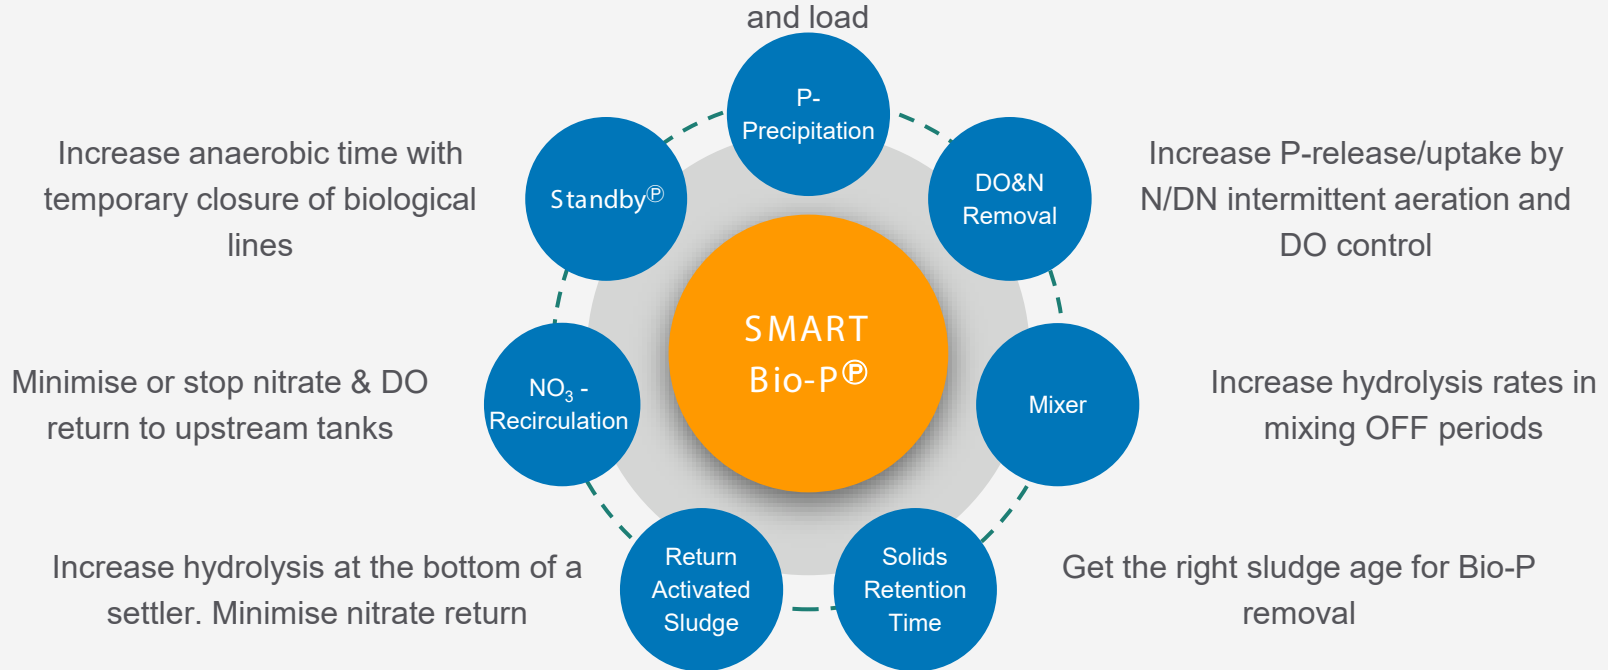 and load
P-
Precipitation
Increase anaerobic time with
temporary closure of biological
lines
Standby℗
DO&N
Removal
Increase P-release/uptake by
N/DN intermittent aeration and
DO control
SMART
Bio-P℗
Minimise or stop nitrate & DO
return to upstream tanks
NO₃ -
Recirculation
Mixer
Increase hydrolysis rates in
mixing OFF periods
Increase hydrolysis at the bottom of a
settler. Minimise nitrate return
Return
Activated
Sludge
Solids
Retention
Time
Get the right sludge age for Bio-P
removal